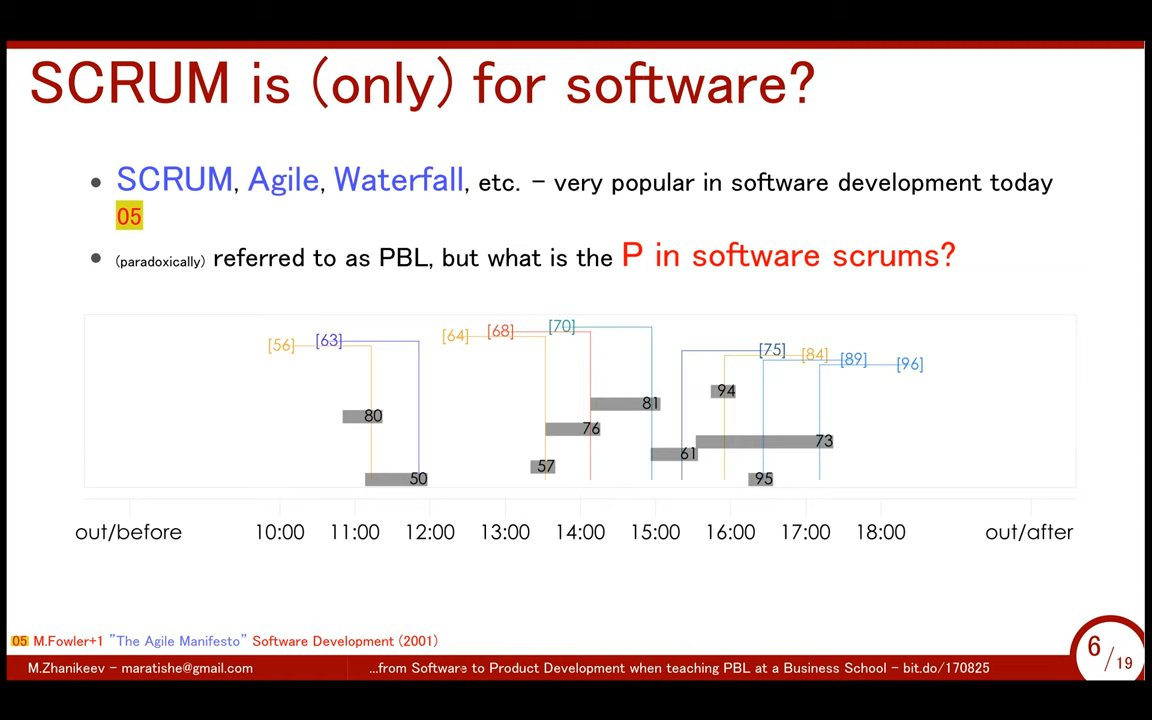 SCRUM is (only) for software?
SCRUM, Agile, Waterfall, etc. – very popular in software development today
05
(paradoxically) referred to as PBL, but what is the P in software scrums?
[56] [63] [64] [68] [70] [75] [84] [89] [96]
94
81
80
76
73
61
57
50 95
out/before 10:00 11:00 12:00 13:00 14:00 15:00 16:00 17:00 18:00 out/after
05 M.Fowler+1 "The Agile Manifesto" Software Development (2001)
M.Zhanikeev – maratishe@gmail.com ...from Software to Product Development when teaching PBL at a Business School – bit.do/170825
6/19